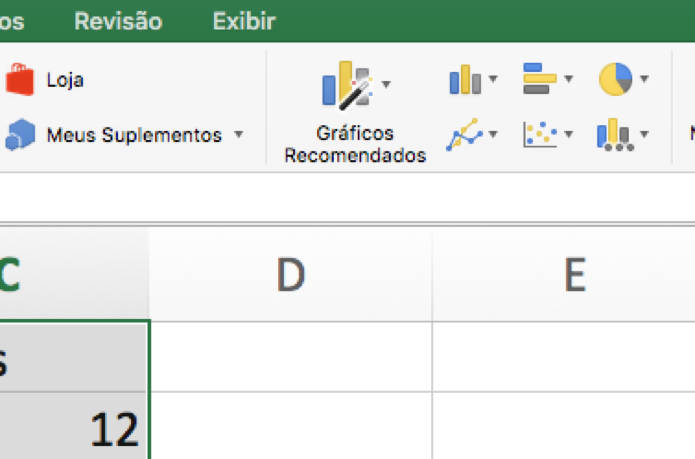 os Revisão Exibir
Loja
Meus Suplementos
Gráficos
Recomendados
C D E
s
12